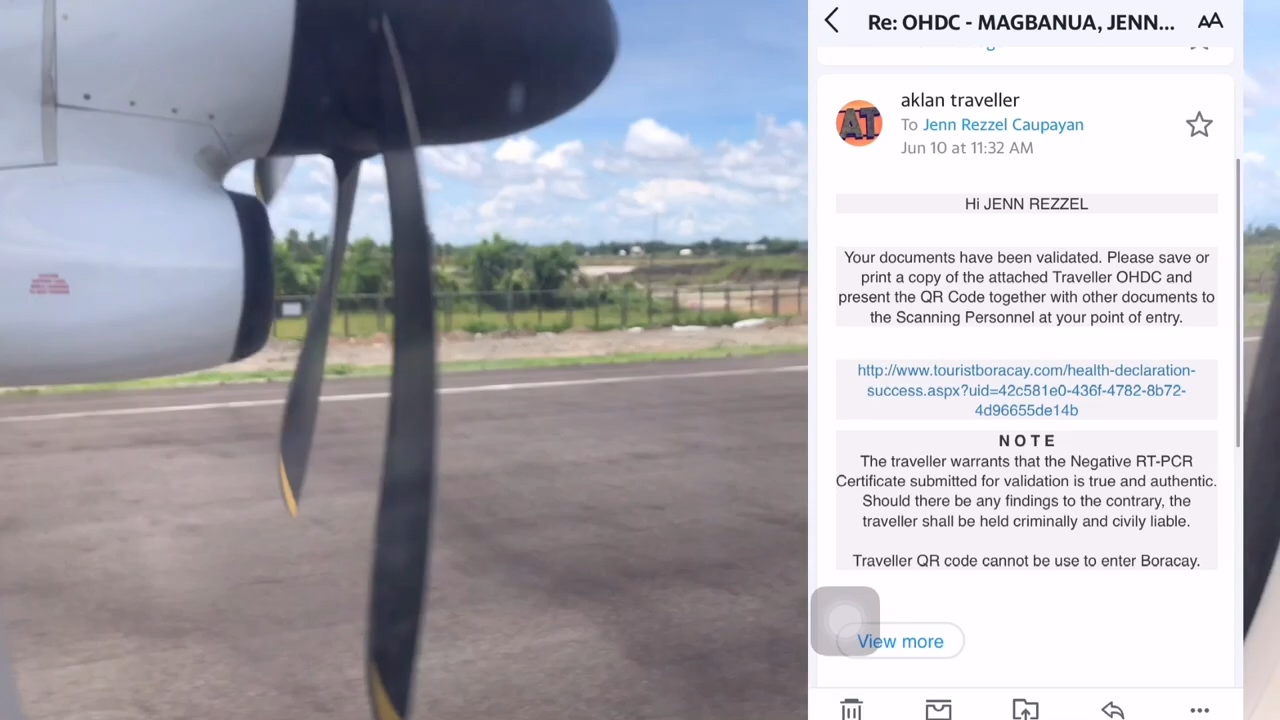 Re: OHDC - MAGBANUA, JENN...
AA
aklan traveller
AT
To Jenn Rezzel Caupayan
Jun 10 at 11:32 AM
Hi JENN REZZEL
Your documents have been validated. Please save or
print a copy of the attached Traveller OHDC and
present the QR Code together with other documents to
the Scanning Personnel at your point of entry.
http://www.touristboracay.com/health-declaration-
success.aspx?uid=42c581e0-436f-4782-8b72-
4d96655de14b
N O T E
The traveller warrants that the Negative RT-PCR
Certificate submitted for validation is true and authentic.
Should there be any findings to the contrary, the
traveller shall be held criminally and civily liable.
Traveller QR code cannot be use to enter Boracay.
View more